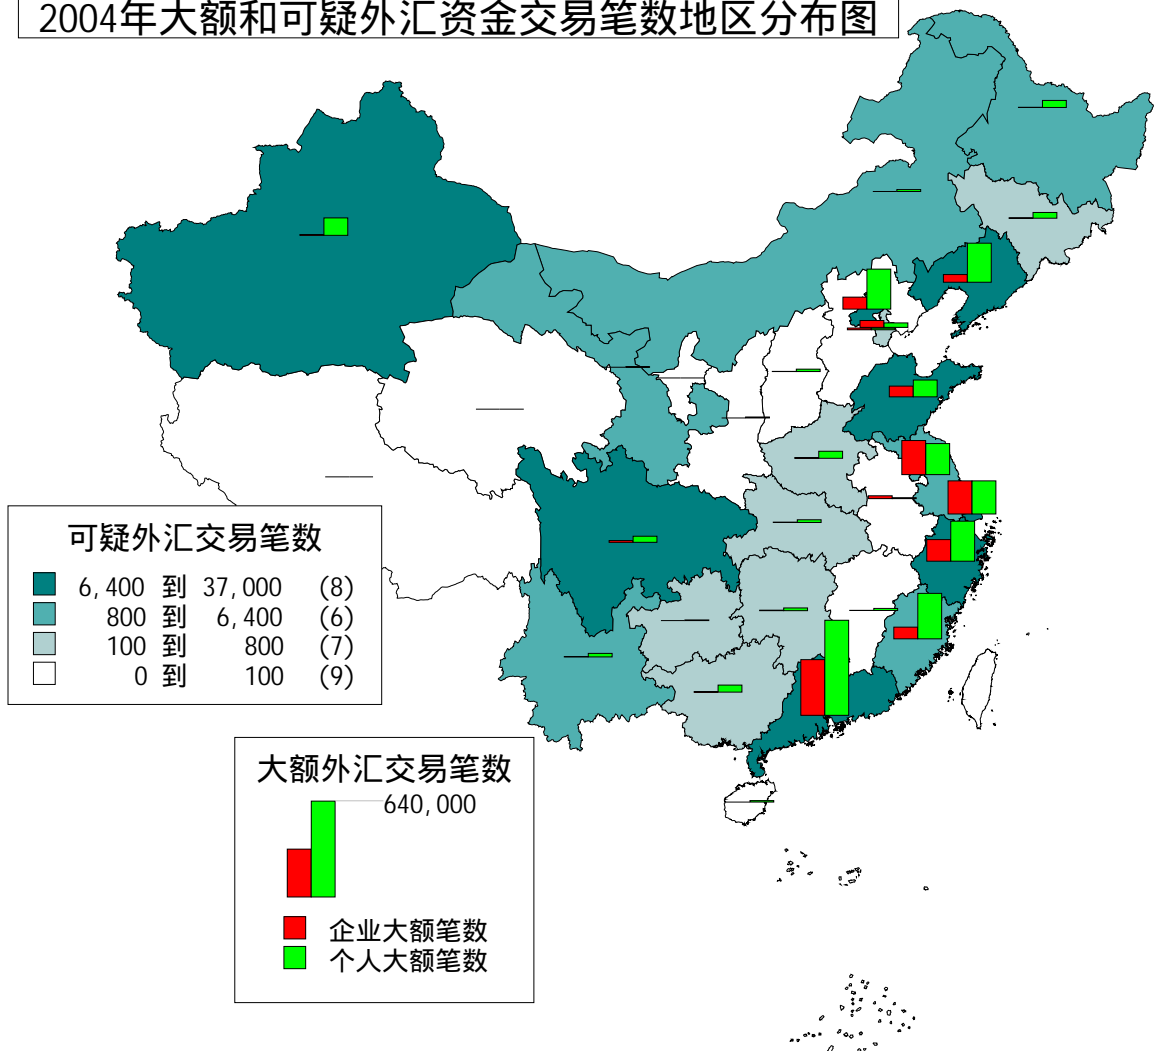 2004年大额和可疑外汇资金交易笔数地区分布图
可疑外汇交易笔数
6,400 到 37,000 (8)
800 到 6,400 (6)
100 到 800 (7)
0 到 100 (9)
大额外汇交易笔数
640,000
企业大额笔数
个人大额笔数